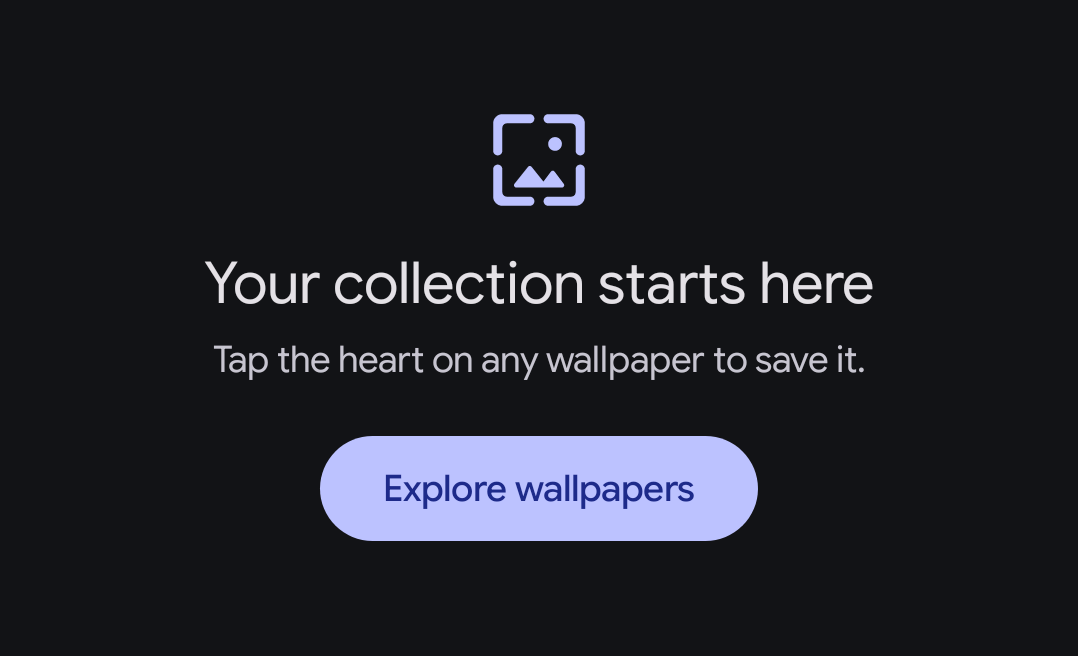 Your collection starts here
Tap the heart on any wallpaper to save it.
Explore wallpapers